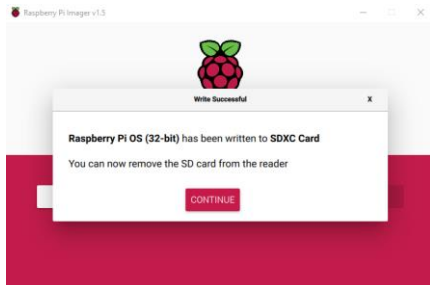 Raspberry Pi Imager v1.5
Write Successful X
Raspberry Pi OS (32-bit) has been written to SDXC Card
You can now remove the SD card from the reader
CONTINUE